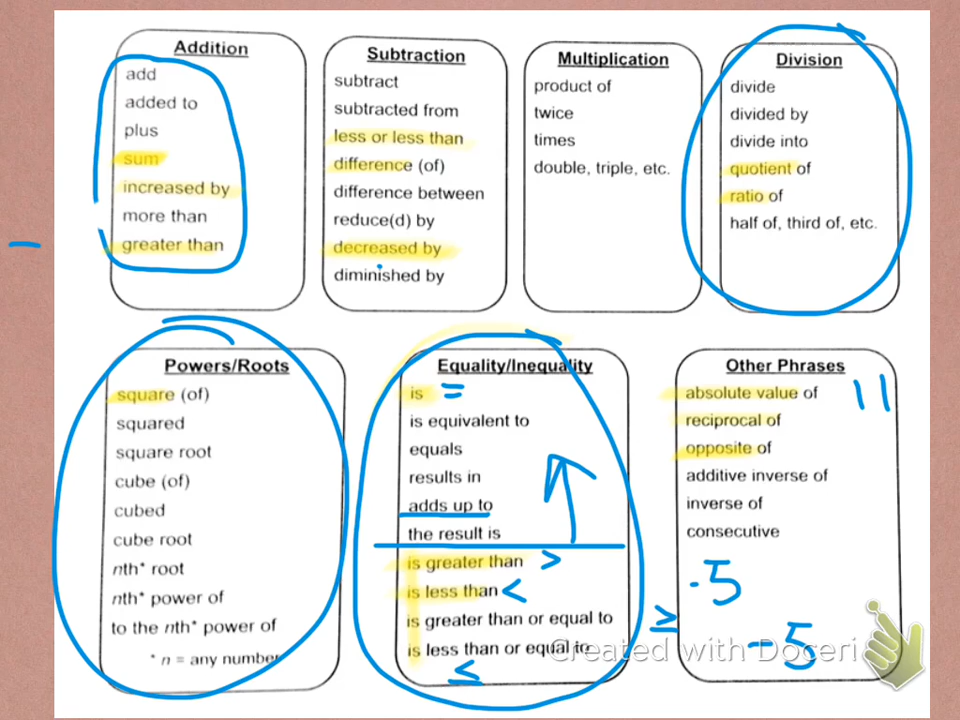 Addition
add
added to
plus
sum
increased by
more than
greater than
Subtraction
subtract
subtracted from
less or less than
difference (of)
difference between
reduce(d) by
decreased by
diminished by
Multiplication
product of
twice
times
double, triple, etc.
Division
divide
divided by
divide into
quotient of
ratio of
half of, third of, etc.
Powers/Roots
square (of)
squared
square root
cube (of)
cubed
cube root
nth* root
nth* power of
to the nth* power of
* n = any number
Equality/Inequality
is =
is equivalent to
equals
results in
adds up to
the result is
is greater than >
is less than <
is greater than or equal to ≥
is less than or equal to
≤
Other Phrases
absolute value of | |
reciprocal of
opposite of
additive inverse of
inverse of
consecutive
-5
-5
Created with Doceri